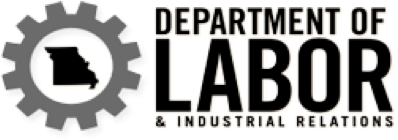 DEPARTMENT OF
LABOR
& INDUSTRIAL RELATIONS